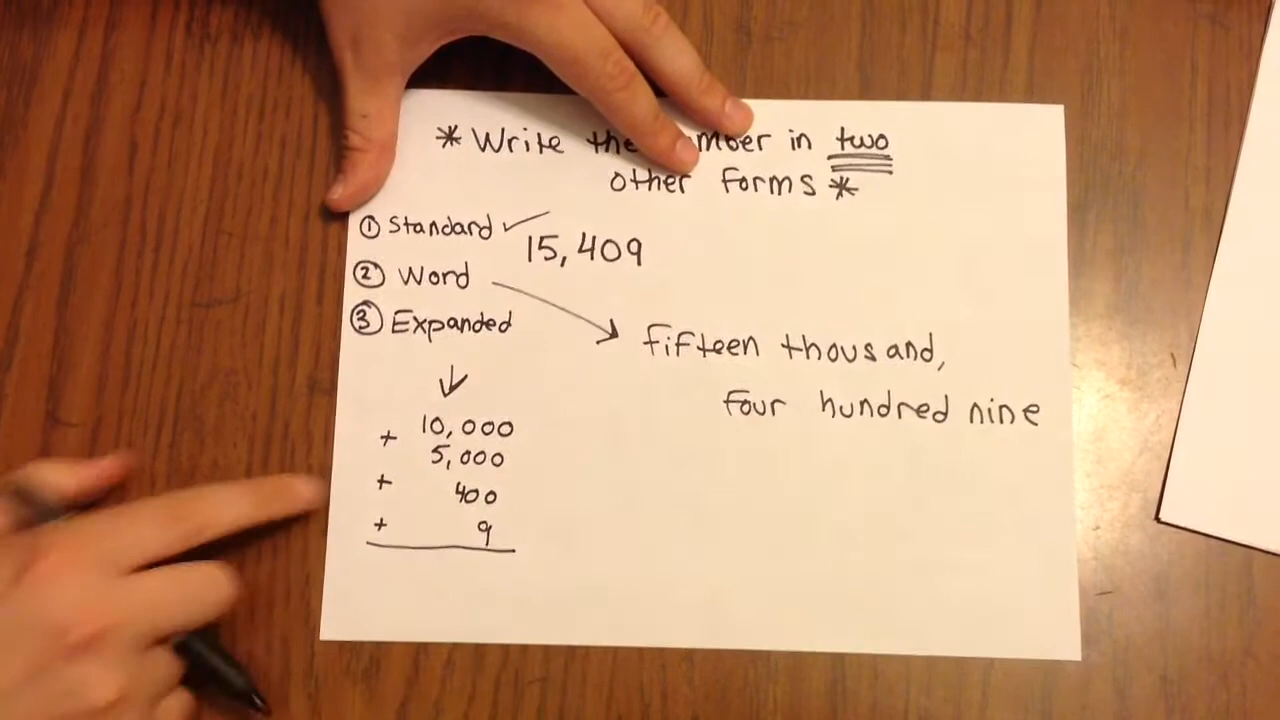 * Write the in two
other forms *
① Standard ✓
15,409
② Word
③ Expanded
fifteen thousand,
four hundred nine
10,000
+ 5,000
+ 400
+ 9